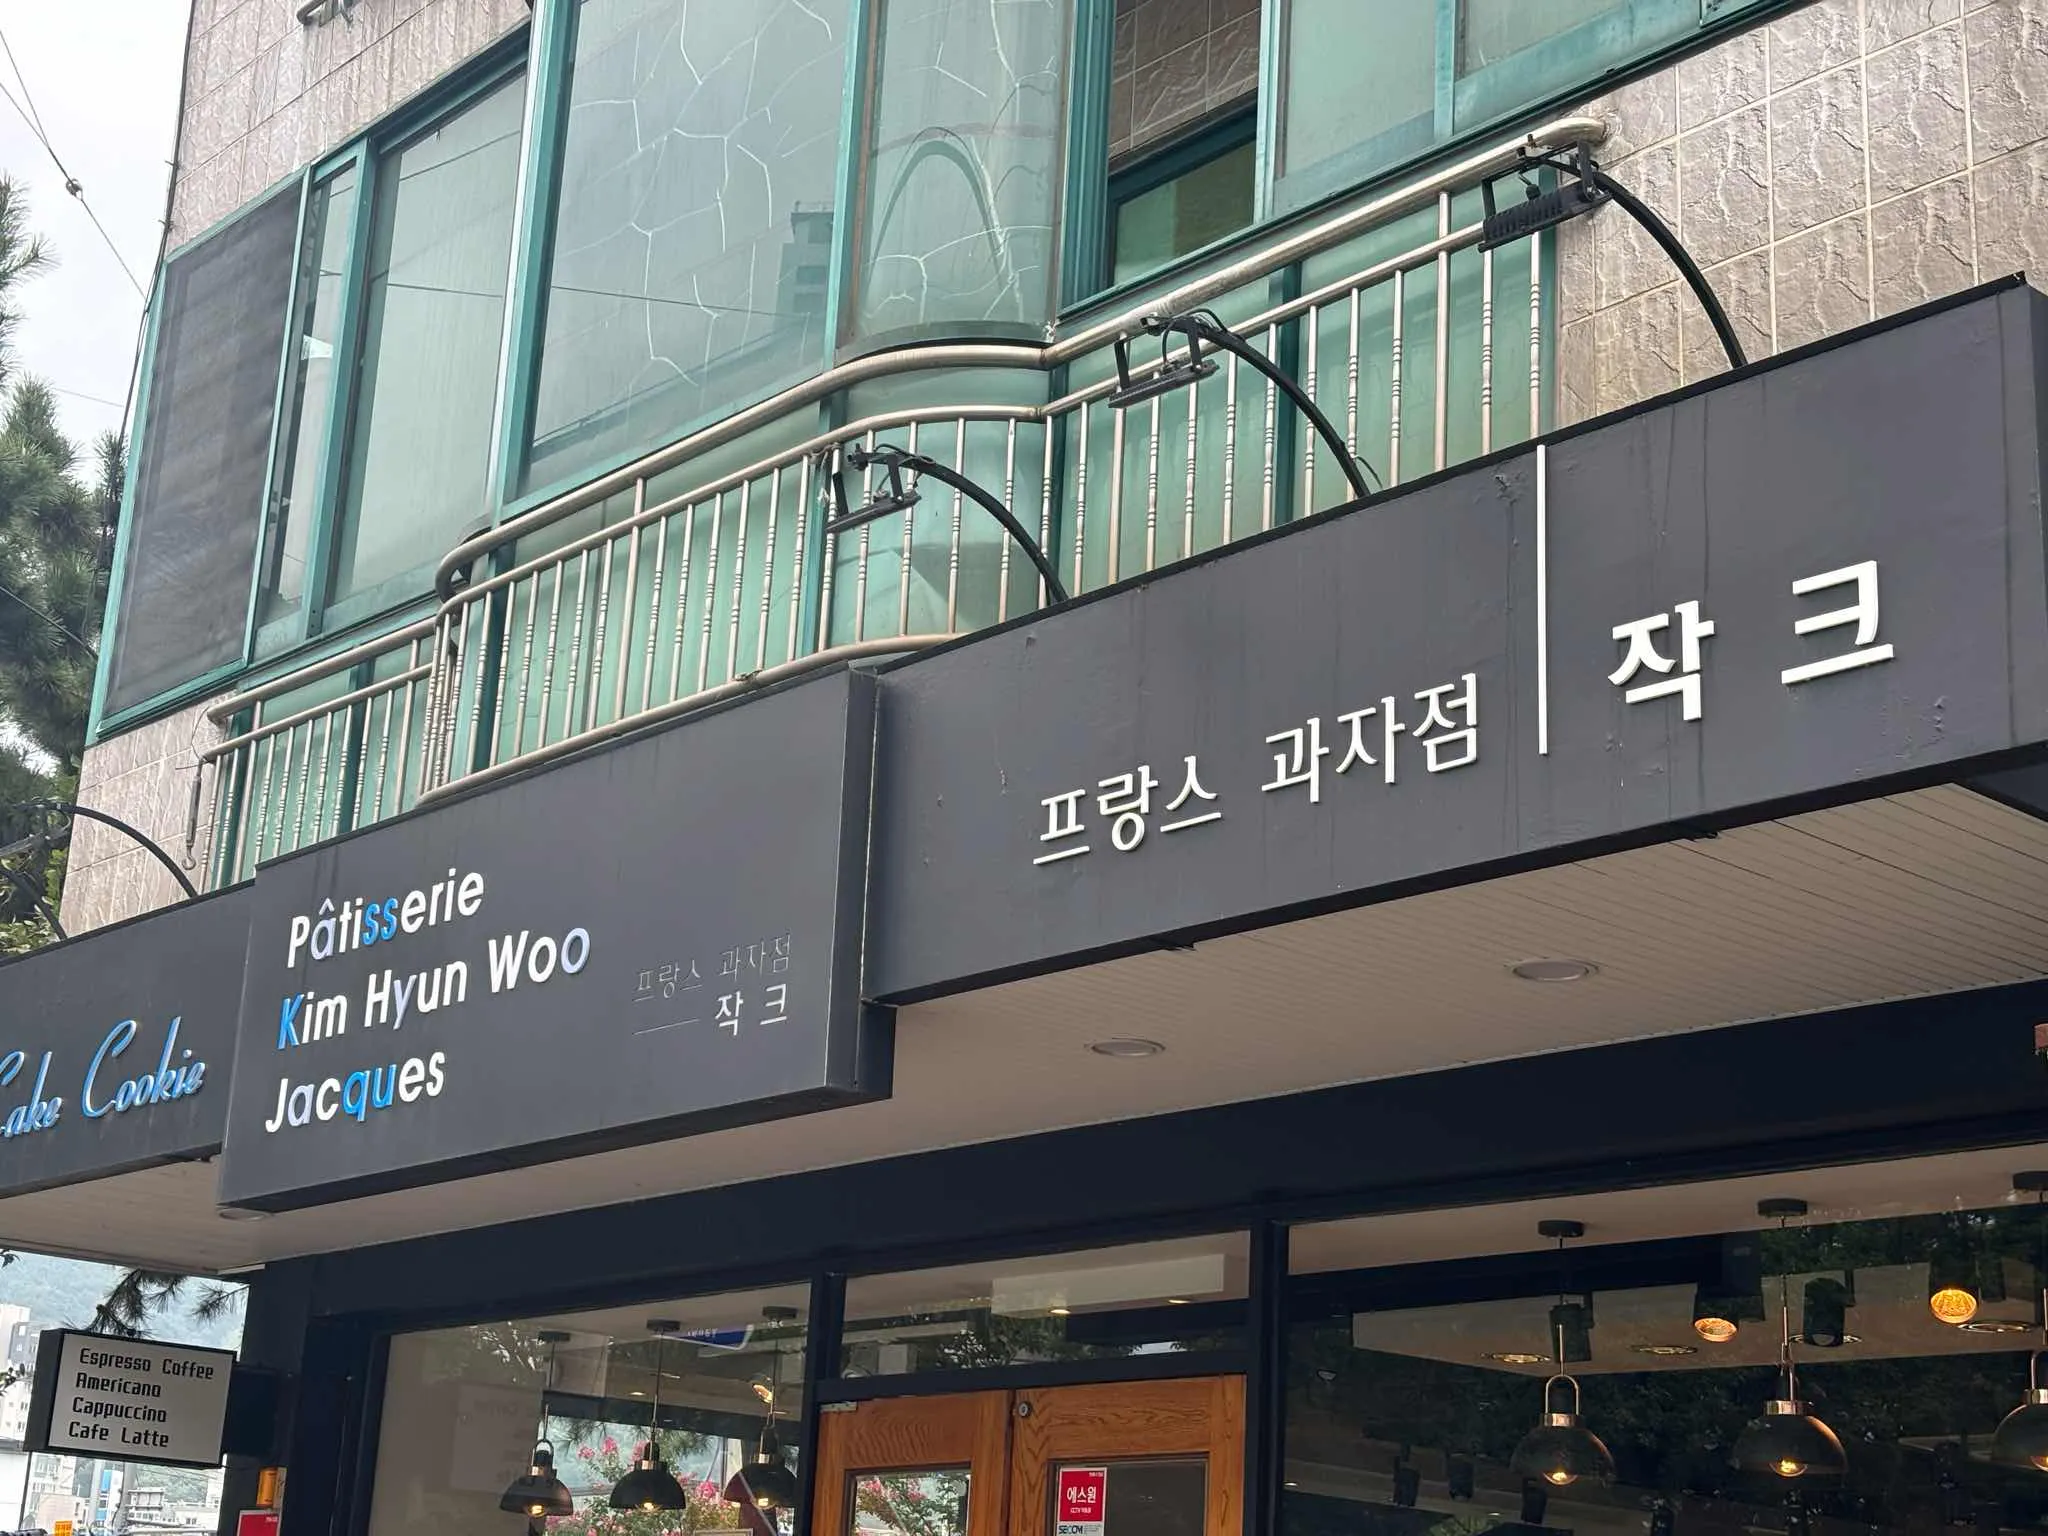 프랑스 과자점 작크
Pâtisserie
Kim Hyun Woo
Jacques
프랑스 과자점
작크
Cake Cookie
Espresso Coffee
Americano
Cappuccino
Cafe Latte
에스원
SECOM